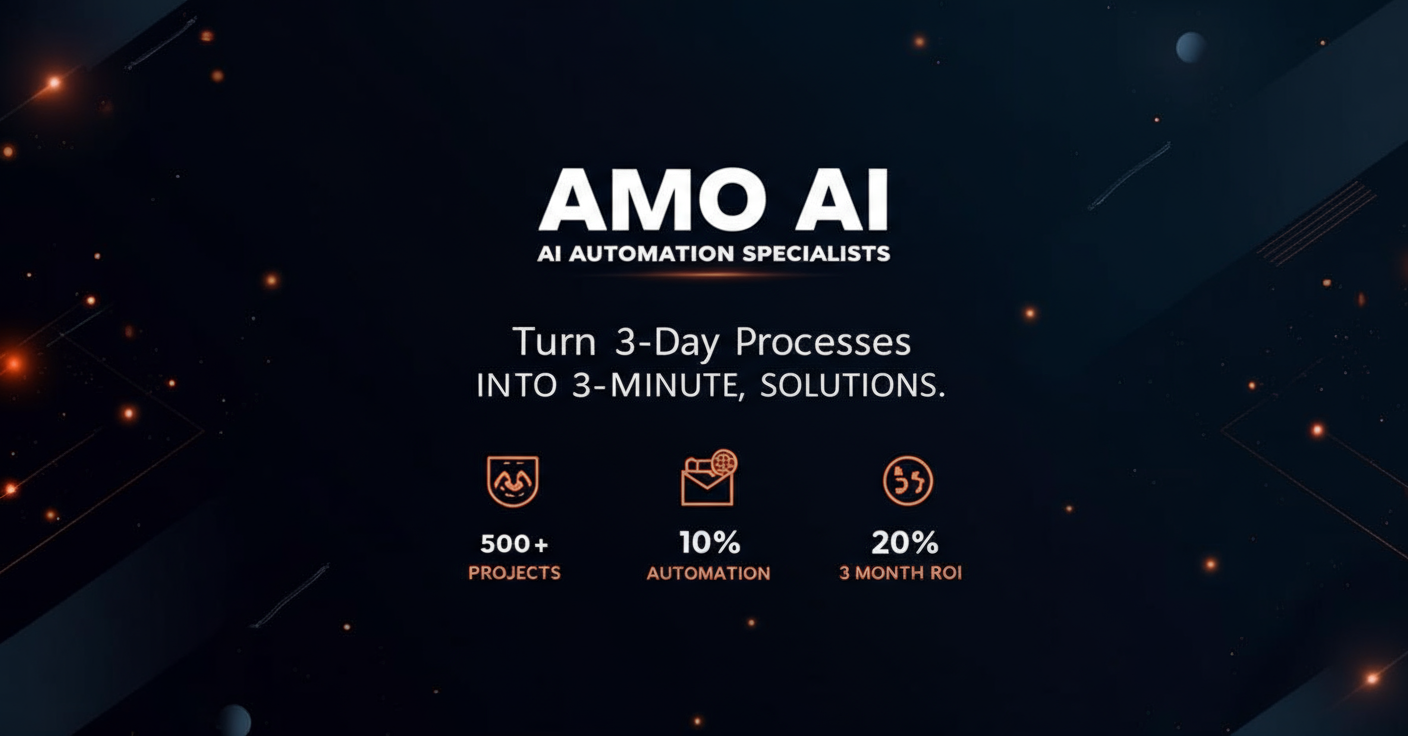 AMO AI
AI AUTOMATION SPECIALISTS
Turn 3-Day Processes
INTO 3-MINUTE, SOLUTIONS.
500+
PROJECTS
10%
AUTOMATION
20%
3 MONTH ROI